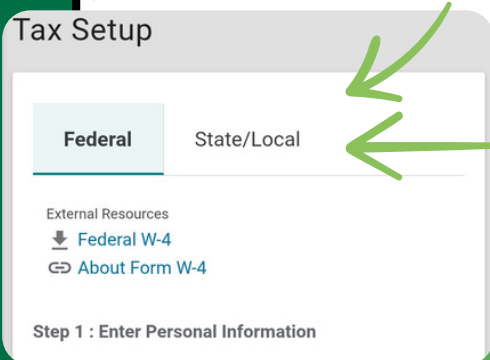 Tax Setup
Federal State/Local
External Resources
Federal W-4
About Form W-4
Step 1 : Enter Personal Information